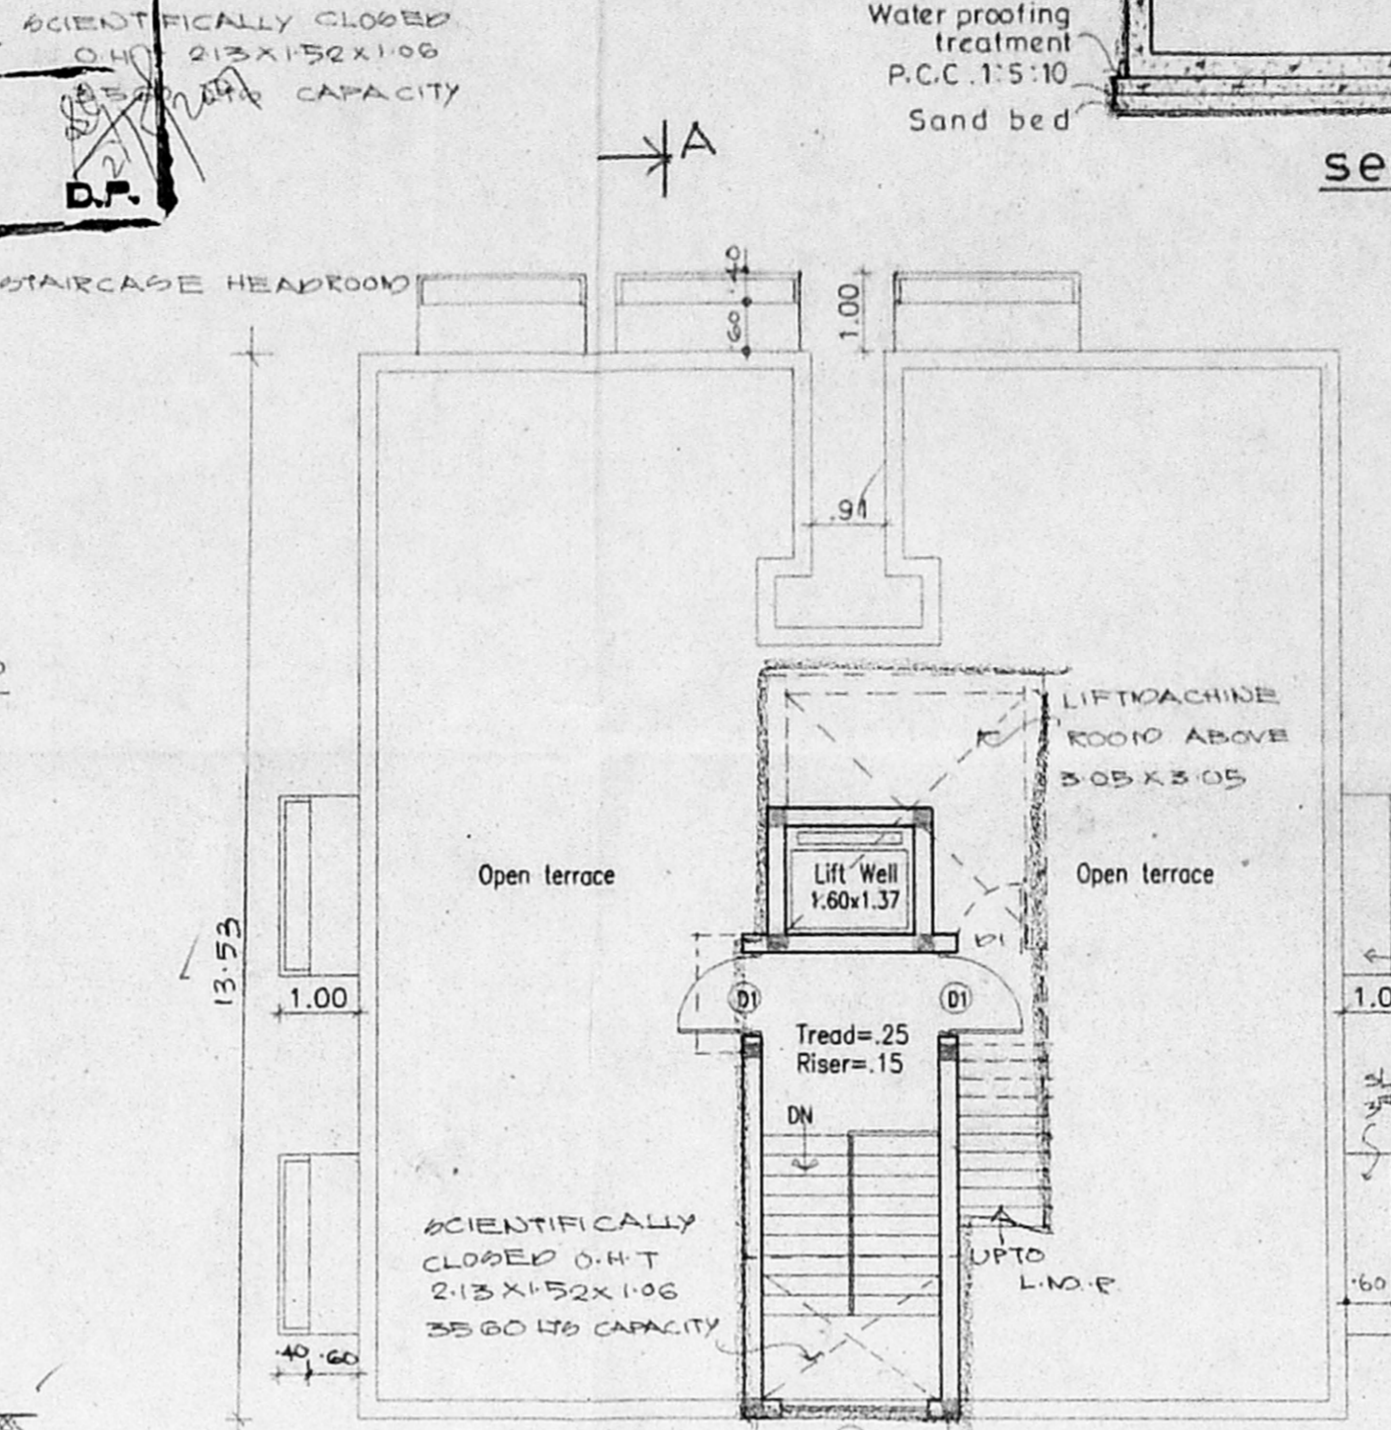 SCIENTIFICALLY CLOSED
O.H.T 2.13X1.52X1.06
CAPACITY
D.P.
Water proofing
treatment
P.C.C. 1:5:10
Sand bed
A
se
STAIRCASE HEADROOM
.40
.60
1.00
.91
LIFT MACHINE
ROOM ABOVE
3.05X3.05
Open terrace
Lift Well
1.60x1.37
Open terrace
D1
13.53
1.00
D1
D1
1.0
Tread=.25
Riser=.15
DN
SCIENTIFICALLY
CLOSED O.H.T
2.13X1.52X1.06
3560 LTS CAPACITY
UPTO
L.M.R.
.60
.40 .60